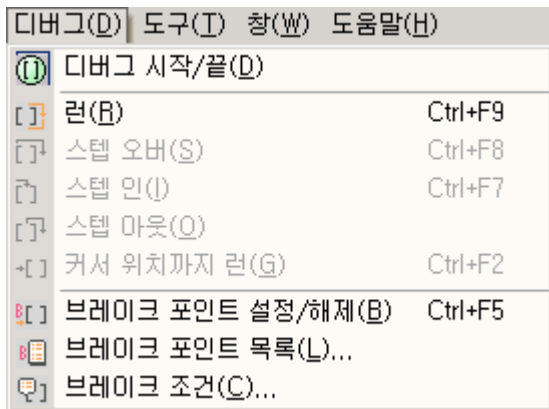 디버그(D) 도구(T) 창(W) 도움말(H)
디버그 시작/끝(D)
런(R) Ctrl+F9
스텝 오버(S) Ctrl+F8
스텝 인(I) Ctrl+F7
스텝 아웃(O)
커서 위치까지 런(G) Ctrl+F2
브레이크 포인트 설정/해제(B) Ctrl+F5
브레이크 포인트 목록(L)...
브레이크 조건(C)...